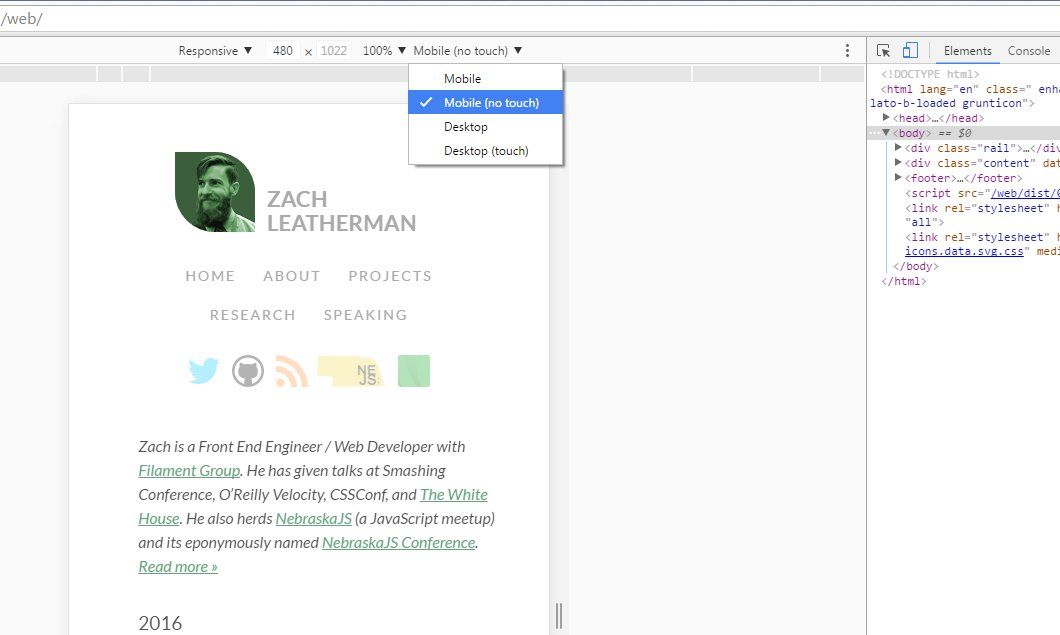 /web/
Responsive ▼ 480 × 1022 100% ▼ Mobile (no touch) ▼
Elements Console
Mobile
✓ Mobile (no touch)
Desktop
Desktop (touch)
ZACH
LEATHERMAN
HOME ABOUT PROJECTS
RESEARCH SPEAKING
NE
JS:
Zach is a Front End Engineer / Web Developer with
Filament Group. He has given talks at Smashing
Conference, O’Reilly Velocity, CSSConf, and The White
House. He also herds NebraskaJS (a JavaScript meetup)
and its eponymously named NebraskaJS Conference.
Read more »
2016
<!DOCTYPE html>
<html lang="en" class=" enha
lato-b-loaded grunticon">
▶<head>…</head>
…▼<body> == $0
▶<div class="rail">…</div
▶<div class="content" dat
▶<footer>…</footer>
<script src="/web/dist/
<link rel="stylesheet" h
"all">
<link rel="stylesheet" h
icons.data.svg.css" medi
</body>
</html>